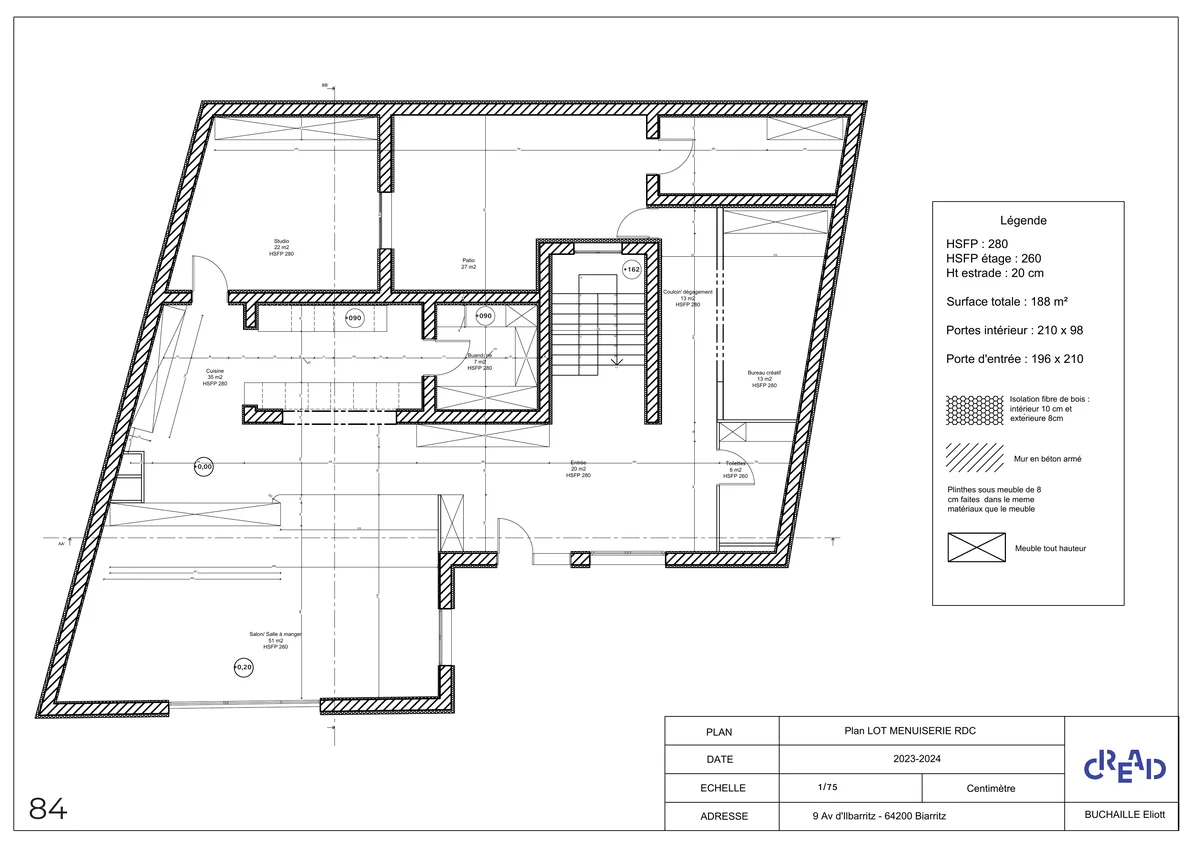 BB'
Studio
22 m2
HSFP 280
Patio
27 m2
+162
Couloir/ dégagement
13 m2
HSFP 280
+090
+090
Cuisine
35 m2
HSFP 280
7 m2
HSFP 280
Bureau créatif
13 m2
HSFP 280
+0,00
Entrée
20 m2
HSFP 280
Toilettes
6 m2
HSFP 260
AA'
Salon/ Salle à manger
51 m2
HSFP 260
+0,20
Légende
HSFP : 280
HSFP étage : 260
Ht estrade : 20 cm
Surface totale : 188 m²
Portes intérieur : 210 x 98
Porte d'entrée : 196 x 210
Isolation fibre de bois :
intérieur 10 cm et
extérieure 8cm
Mur en béton armé
Plinthes sous meuble de 8
cm faites dans le meme
matériaux que le meuble
Meuble tout hauteur
PLAN
Plan LOT MENUISERIE RDC
DATE
2023-2024
ECHELLE
1/75
Centimètre
ADRESSE
9 Av d'Ilbarritz - 64200 Biarritz
CREAD
BUCHAILLE Eliott
84